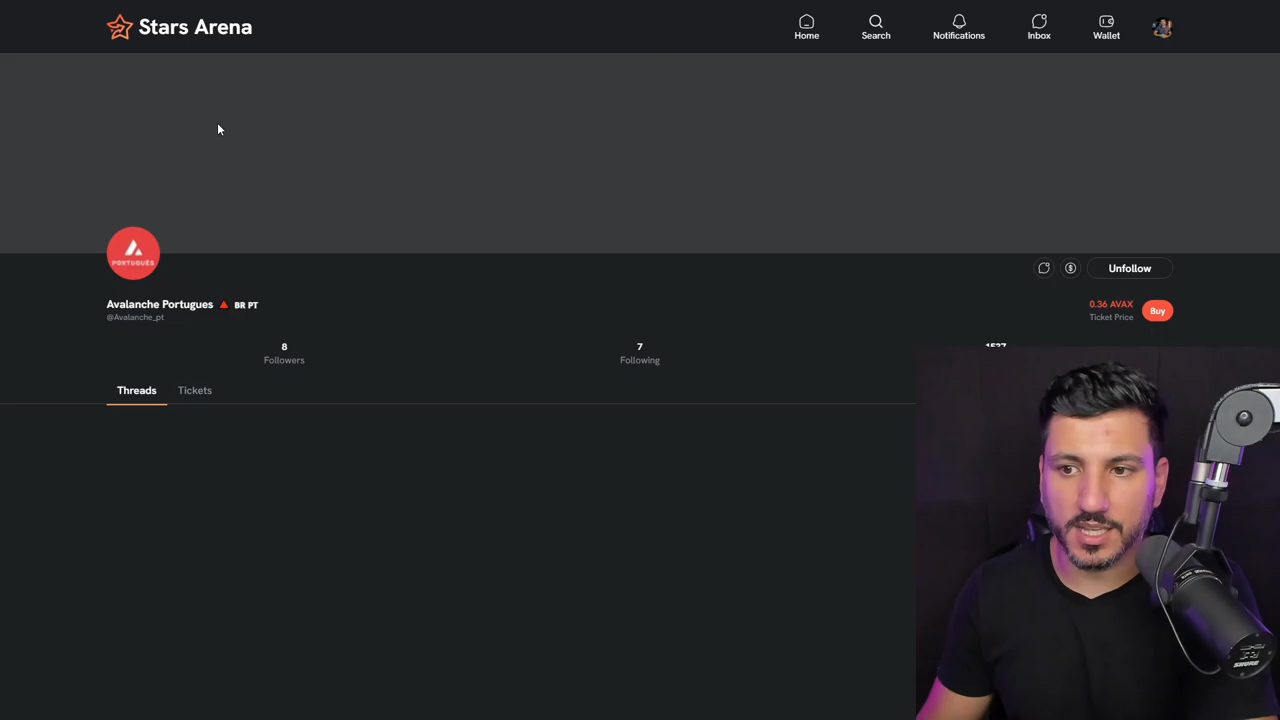 Stars Arena
Home
Search
Notifications
Inbox
Wallet
PORTUGUÊS
Unfollow
Avalanche Portugues 🔺 BR PT
@Avalanche_pt
0.36 AVAX
Ticket Price
Buy
8
Followers
7
Following
Threads
Tickets
SHURE